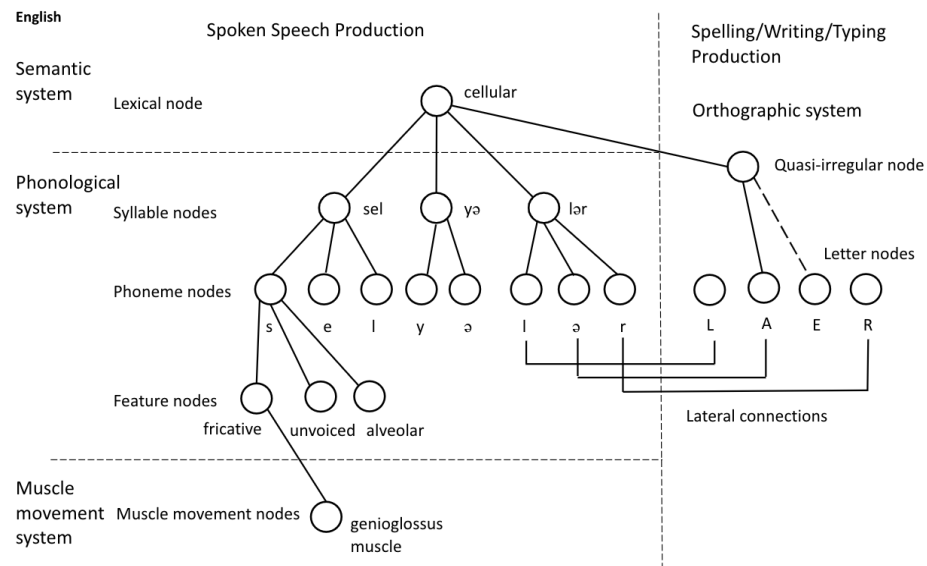 English
Spoken Speech Production
Spelling/Writing/Typing
Production
Semantic
system
Lexical node
cellular
Orthographic system
Quasi-irregular node
Phonological
system
Syllable nodes
sel
yə
lər
Letter nodes
Phoneme nodes
s e l y ə l ə r L A E R
Lateral connections
Feature nodes
fricative unvoiced alveolar
Muscle
movement
system
Muscle movement nodes
genioglossus
muscle